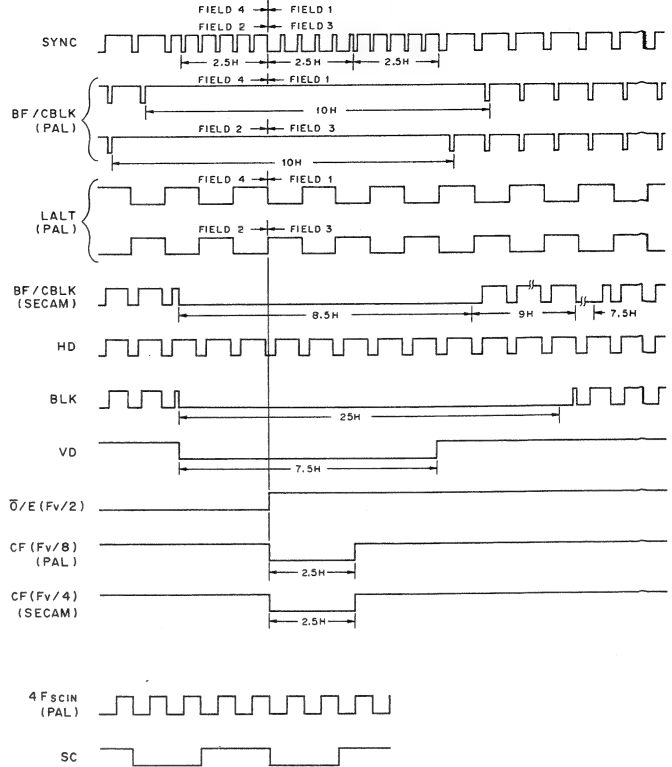 FIELD 4 FIELD 1
FIELD 2 FIELD 3
SYNC
2.5H 2.5H 2.5H
FIELD 4 FIELD 1
BF/CBLK
(PAL)
10H
FIELD 2 FIELD 3
10H
FIELD 4 FIELD 1
LALT
(PAL)
FIELD 2 FIELD 3
BF/CBLK
(SECAM)
8.5H 9H 7.5H
HD
BLK
25H
VD
7.5H
O̅/E(Fv/2)
CF(Fv/8)
(PAL)
2.5H
CF(Fv/4)
(SECAM)
2.5H
4FSCIN
(PAL)
SC